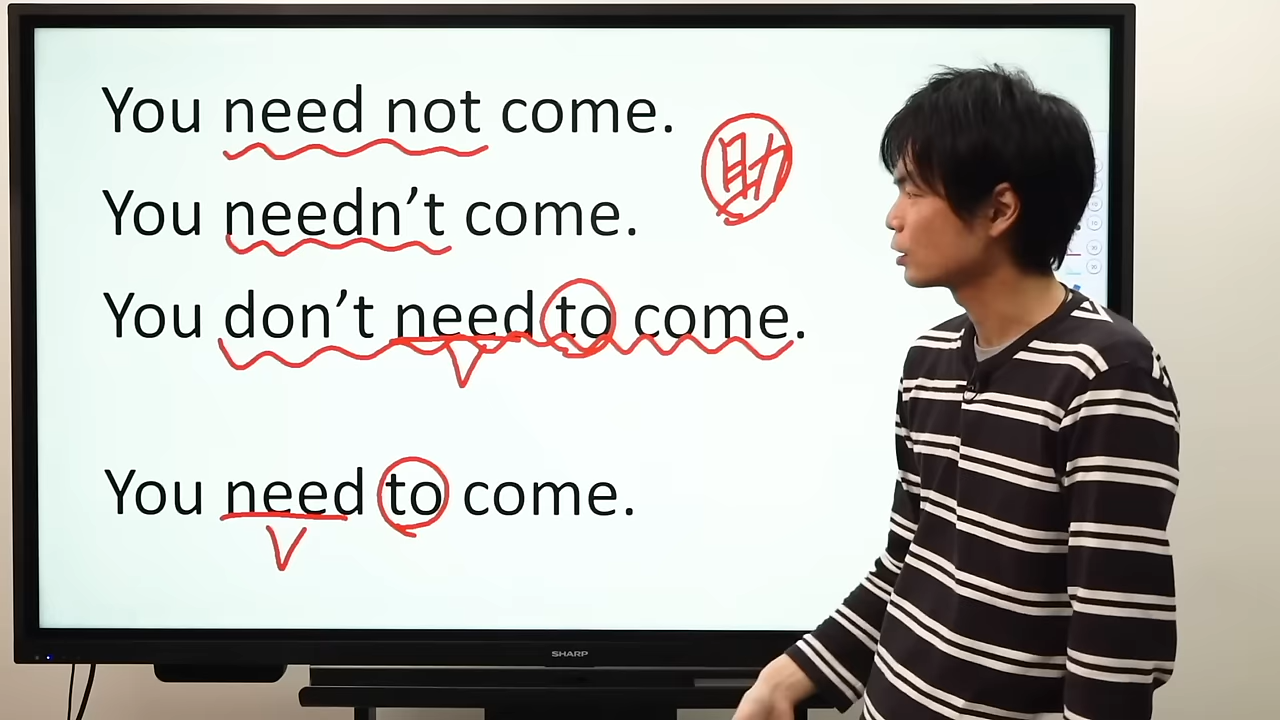 You need not come.
助
You needn't come.
You don't need to come.
V
You need to come.
V
SHARP